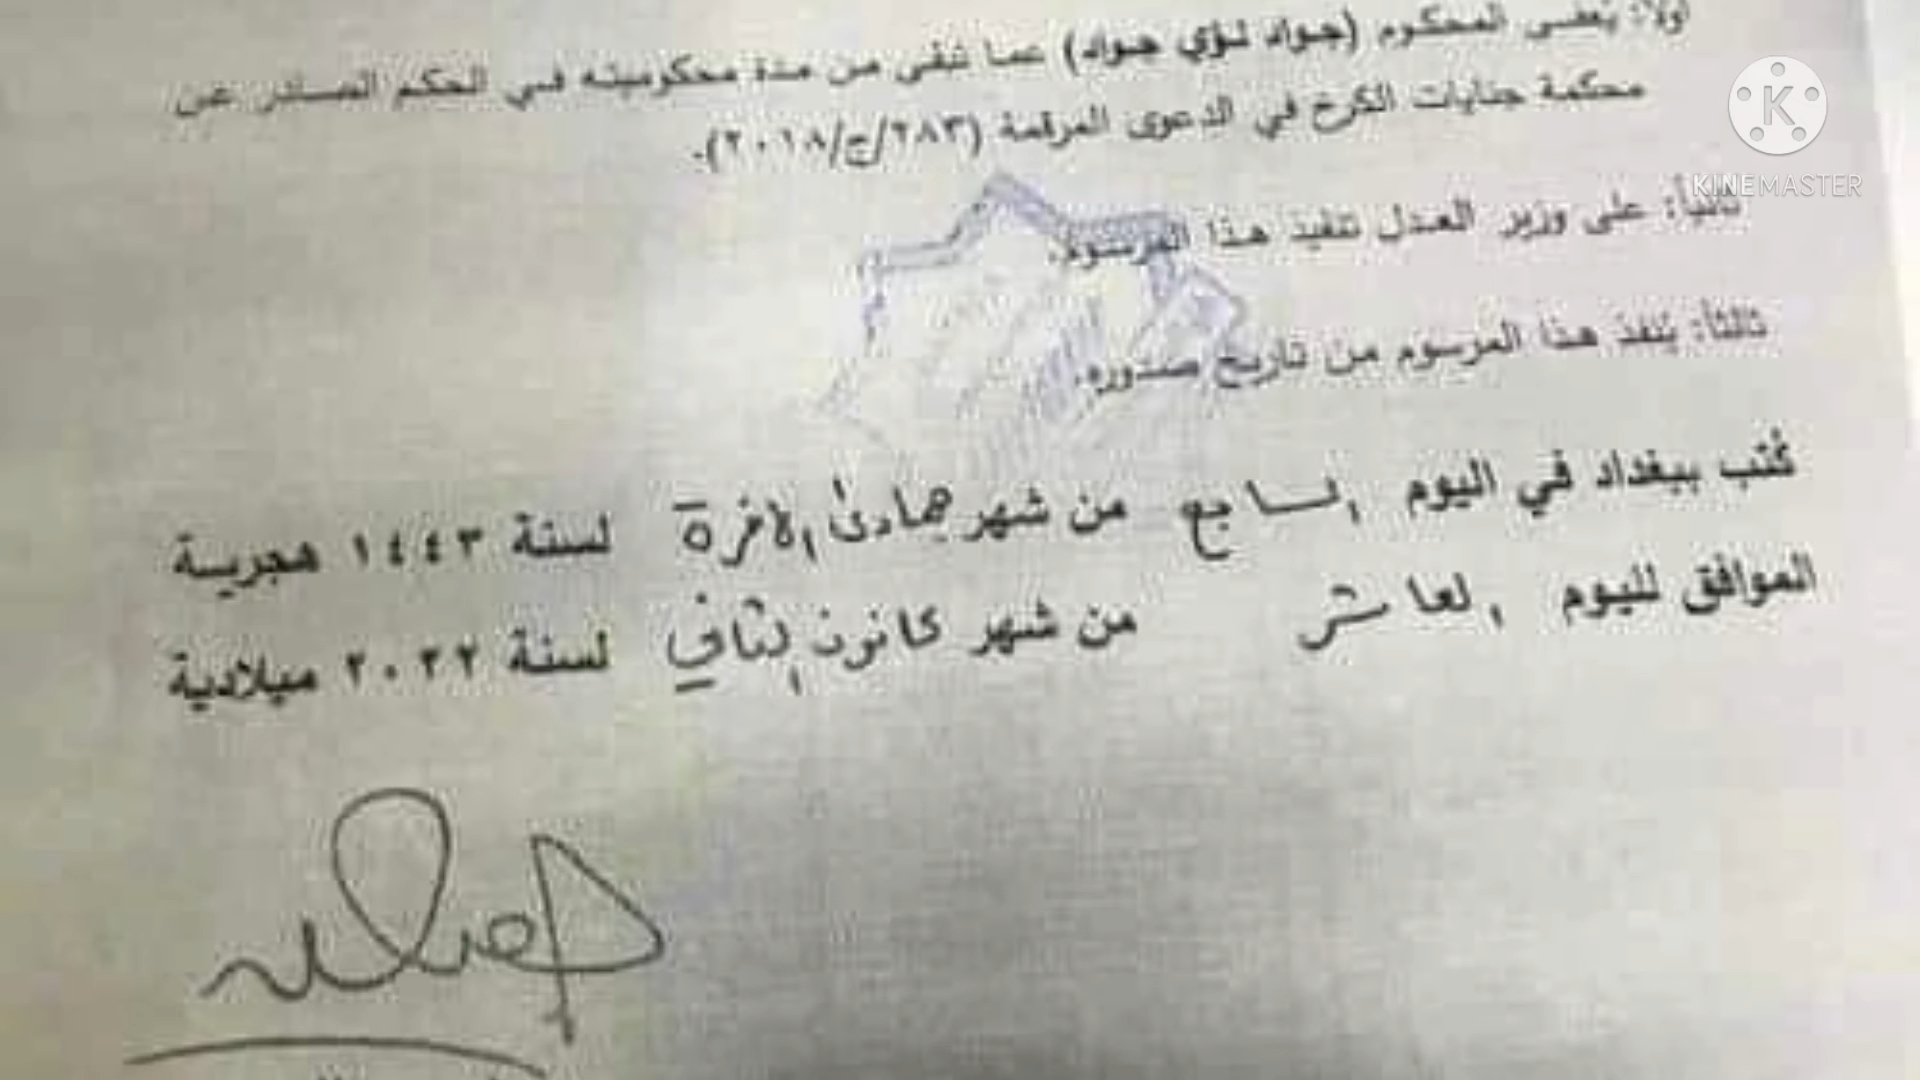 أولاً: يُعفى المحكوم (جواد لؤي جواد) عما تبقى من مدة محكوميته في الحكم الصادر عن
محكمة جنايات الكرخ في الدعوى المرقمة (٢٨٣/ج/٢٠١٨).
ثانياً: على وزير العدل تنفيذ هذا المرسوم.
ثالثاً: يُنفذ هذا المرسوم من تاريخ صدوره.
كُتب ببغداد في اليوم السابع من شهر جمادى الآخرة لسنة ١٤٤٣ هجرية
الموافق لليوم العاشر من شهر كانون الثاني لسنة ٢٠٢٢ ميلادية
K
KINEMASTER